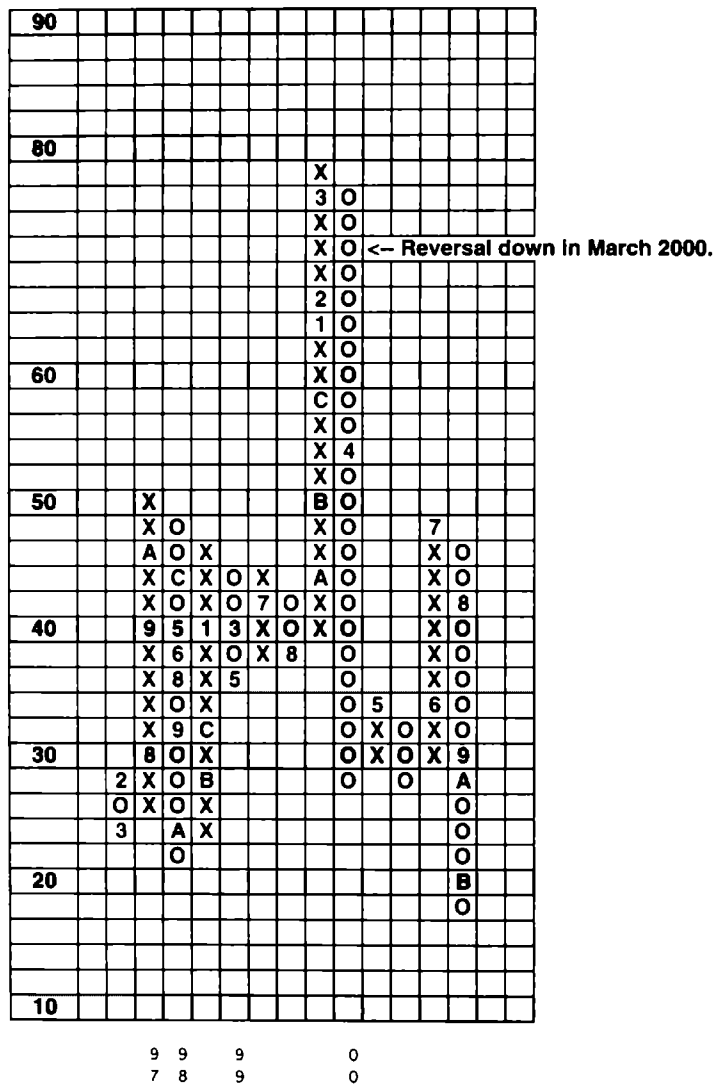 90
80
X
3 O
X O
X O <-- Reversal down in March 2000.
X O
2 O
1 O
X O
60 X O
C O
X O
X 4
X O
50 X B O
X O X O 7
A O X X O X O
X C X O X A O X O
X O X O 7 O X O X 8
40 9 5 1 3 X O X O X O
X 6 X O X 8 O X O
X 8 X 5 O X O
X O X O 5 6 O
X 9 C O X O X O
30 8 O X O X O X 9
2 X O B O O A
O X O X O
3 A X O
O O
20 B
O
10
9 9 9 0
7 8 9 0